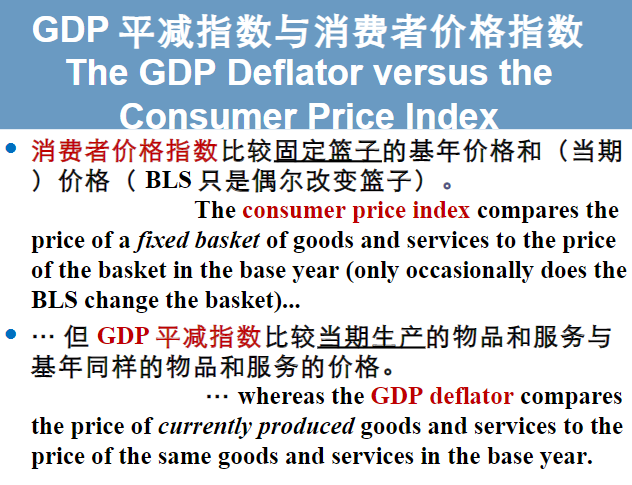 GDP 平减指数与消费者价格指数
The GDP Deflator versus the
Consumer Price Index
• 消费者价格指数比较固定篮子的基年价格和（当期
）价格（ BLS 只是偶尔改变篮子）。
The consumer price index compares the
price of a fixed basket of goods and services to the price
of the basket in the base year (only occasionally does the
BLS change the basket)...
• … 但 GDP 平减指数比较当期生产的物品和服务与
基年同样的物品和服务的价格。
… whereas the GDP deflator compares
the price of currently produced goods and services to the
price of the same goods and services in the base year.